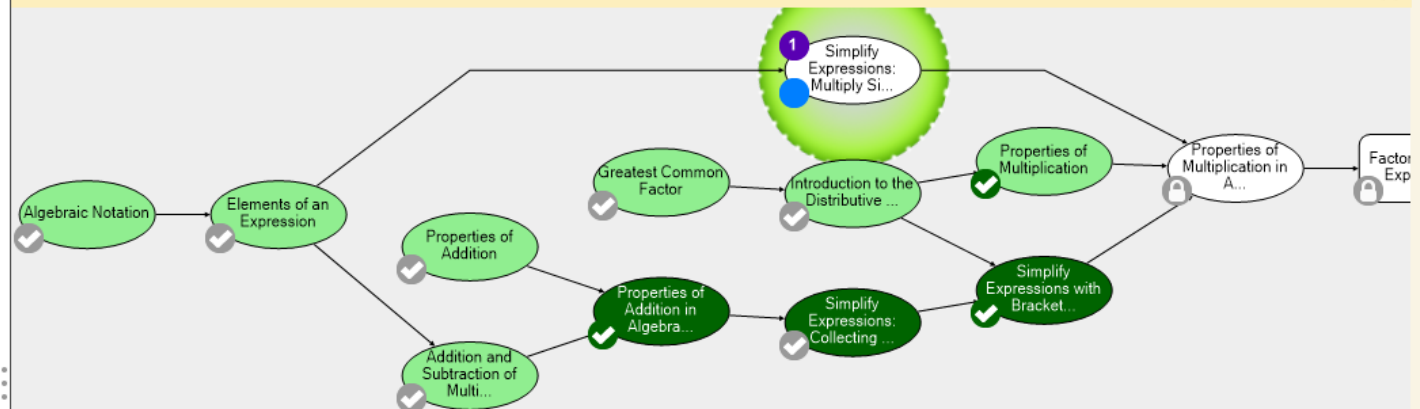 1
Simplify
Expressions:
Multiply Si...
Properties of
Multiplication
Properties of
Multiplication in
A...
Factor
Exp
Greatest Common
Factor
Introduction to the
Distributive ...
Algebraic Notation
Elements of an
Expression
Properties of
Addition
Simplify
Expressions with
Bracket...
Properties of
Addition in
Algebra...
Simplify
Expressions:
Collecting ...
Addition and
Subtraction of
Multi...